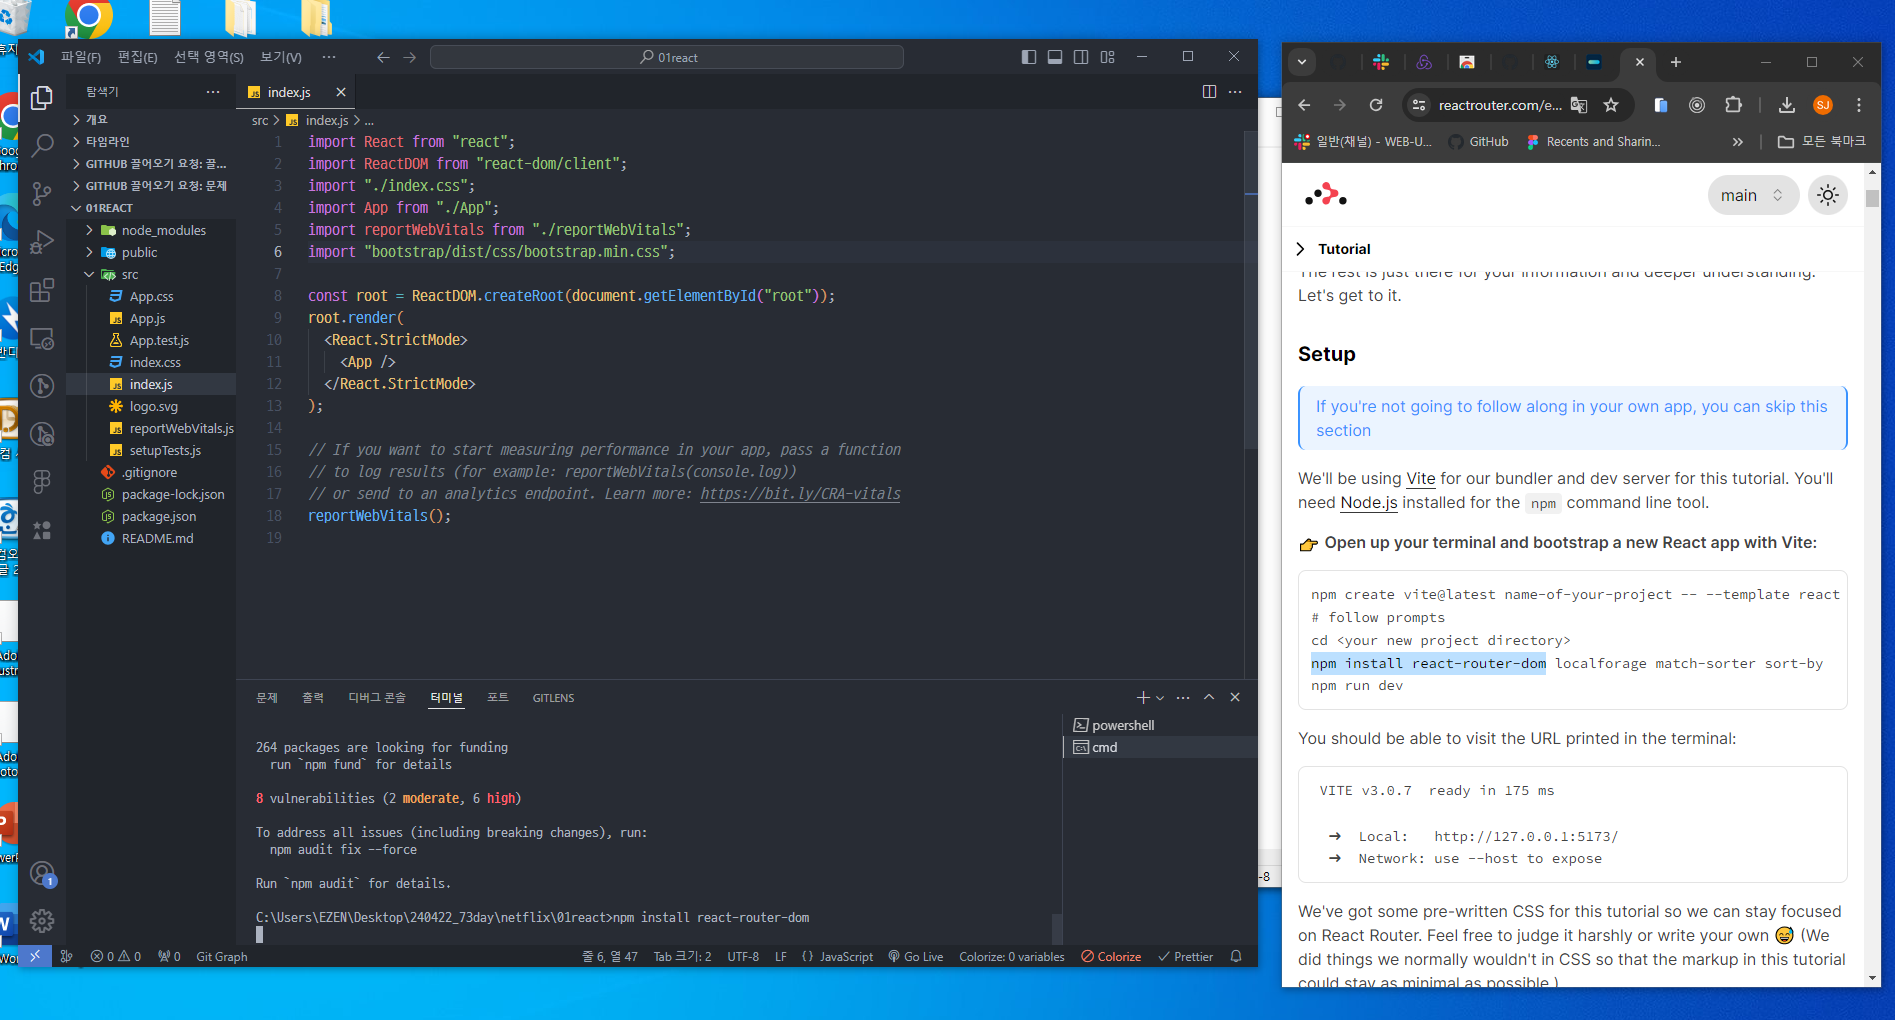 파일(F) 편집(E) 선택 영역(S) 보기(V) ··· 01react
탐색기 ···
개요
타임라인
GITHUB 끌어오기 요청: 끌...
GITHUB 끌어오기 요청: 문제
01REACT
node_modules
public
src
App.css
App.js
App.test.js
index.css
index.js
logo.svg
reportWebVitals.js
setupTests.js
.gitignore
package-lock.json
package.json
README.md
index.js
src > index.js > ...
1 import React from "react";
2 import ReactDOM from "react-dom/client";
3 import "./index.css";
4 import App from "./App";
5 import reportWebVitals from "./reportWebVitals";
6 import "bootstrap/dist/css/bootstrap.min.css";
7
8 const root = ReactDOM.createRoot(document.getElementById("root"));
9 root.render(
10 <React.StrictMode>
11 <App />
12 </React.StrictMode>
13 );
14
15 // If you want to start measuring performance in your app, pass a function
16 // to log results (for example: reportWebVitals(console.log))
17 // or send to an analytics endpoint. Learn more: https://bit.ly/CRA-vitals
18 reportWebVitals();
19
문제 출력 디버그 콘솔 터미널 포트 GITLENS
powershell
cmd
264 packages are looking for funding
run `npm fund` for details
8 vulnerabilities (2 moderate, 6 high)
To address all issues (including breaking changes), run:
npm audit fix --force
Run `npm audit` for details.
C:\Users\EZEN\Desktop\240422_73day\netflix\01react>npm install react-router-dom
1
0 0 0 Git Graph 줄 6, 열 47 Tab 크기: 2 UTF-8 LF { } JavaScript Go Live Colorize: 0 variables Colorize Prettier
-8
reactrouter.com/e... SJ
일반(채널) - WEB-U... GitHub Recents and Sharin... » 모든 북마크
main
Tutorial
The rest is just there for your information and deeper understanding.
Let's get to it.
Setup
If you're not going to follow along in your own app, you can skip this
section
We'll be using Vite for our bundler and dev server for this tutorial. You'll
need Node.js installed for the npm command line tool.
👉 Open up your terminal and bootstrap a new React app with Vite:
npm create vite@latest name-of-your-project -- --template react
# follow prompts
cd <your new project directory>
npm install react-router-dom localforage match-sorter sort-by
npm run dev
You should be able to visit the URL printed in the terminal:
VITE v3.0.7 ready in 175 ms
➜ Local: http://127.0.0.1:5173/
➜ Network: use --host to expose
We've got some pre-written CSS for this tutorial so we can stay focused
on React Router. Feel free to judge it harshly or write your own 😅 (We
did things we normally wouldn't in CSS so that the markup in this tutorial
could stay as minimal as possible.)